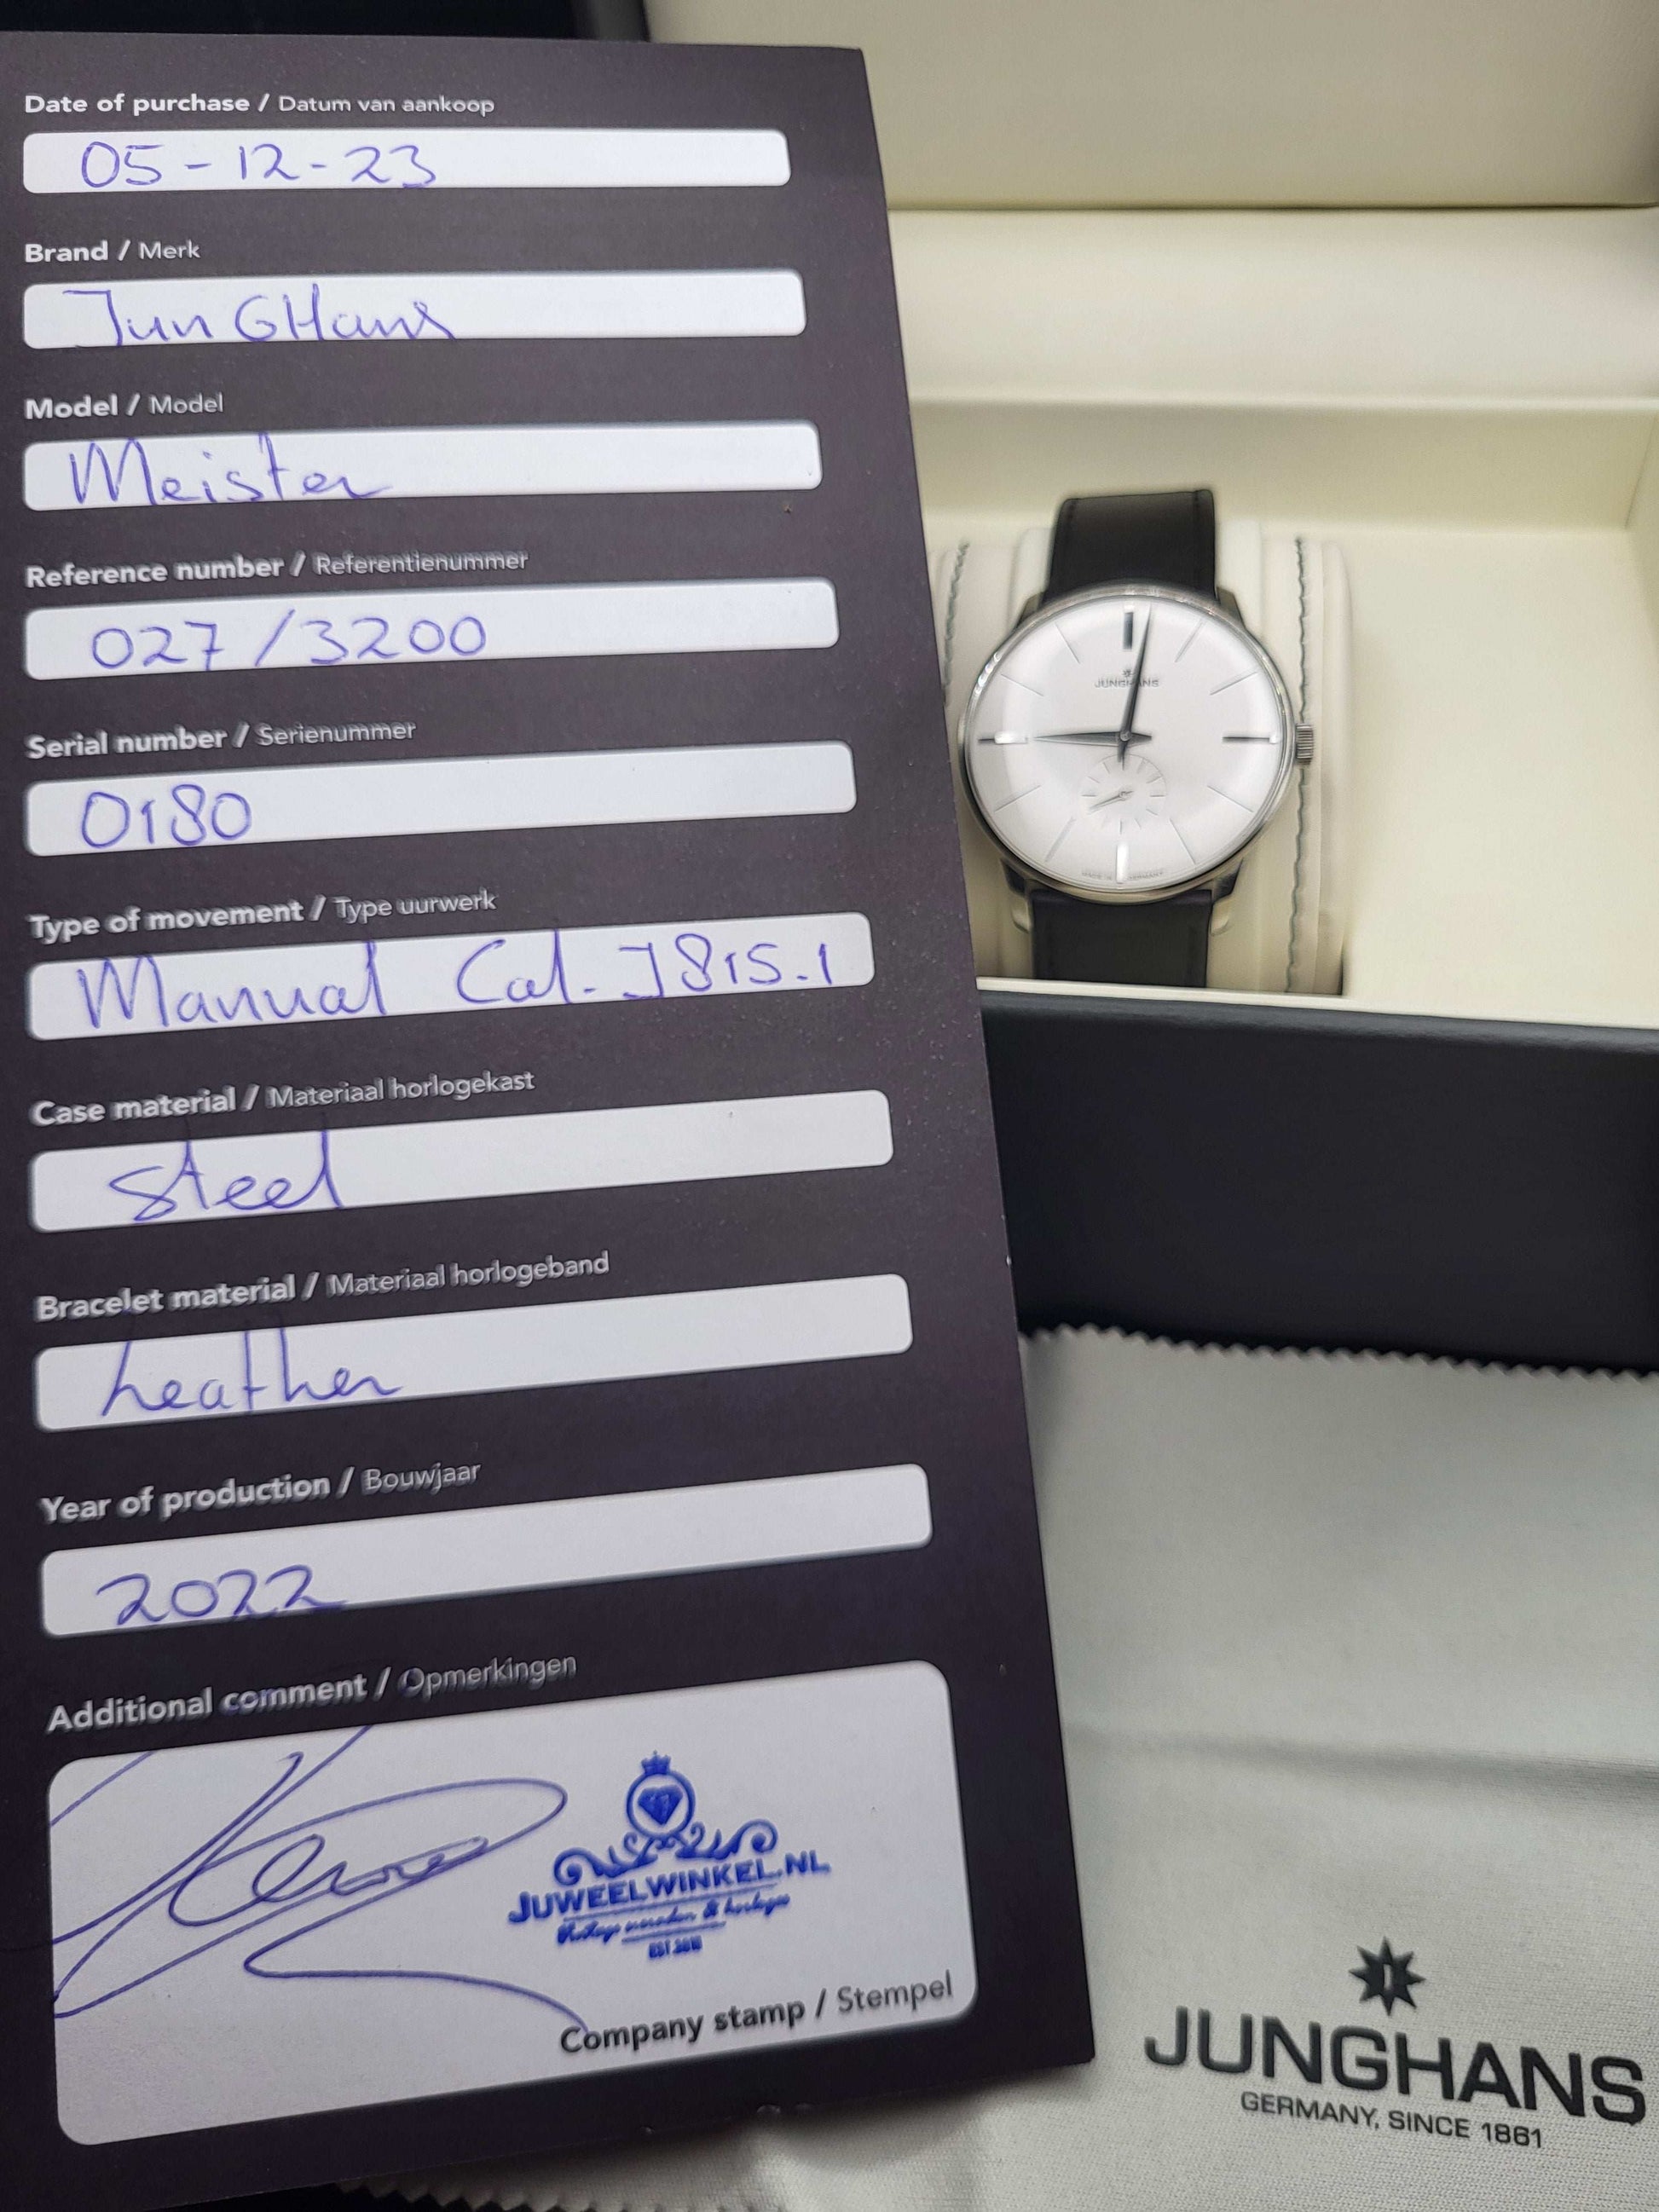 Date of purchase / Datum van aankoop
05-12-23
Brand / Merk
JunGHans
Model / Model
Meister
Reference number / Referentienummer
027/3200
Serial number / Serienummer
0180
Type of movement / Type uurwerk
Manual Cal. J815.1
Case material / Materiaal horlogekast
Steel
Bracelet material / Materiaal horlogeband
Leather
Year of production / Bouwjaar
2022
Additional comment / Opmerkingen
JUWEELWINKEL.NL
Company stamp / Stempel
JUNGHANS
MADE IN GERMANY
JUNGHANS
GERMANY, SINCE 1861